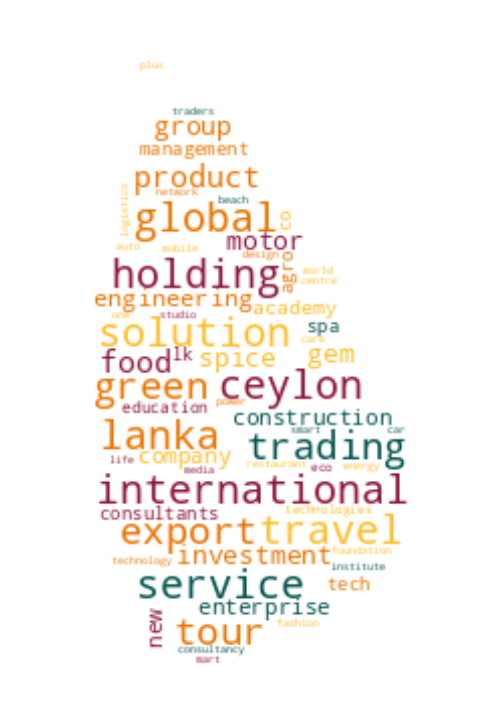 plus
traders
group
management
product
network
logistics
beach
global
co
motor
auto
mobile
design
agro
world
holding
centre
engineering
academy
one
studio
spa
solution
care
food
lk
spice
gem
green
ceylon
power
education
construction
lanka
smart
car
trading
life
company
media
restaurant
eco
energy
international
consultants
technologies
export
travel
investment
foundation
technology
institute
service
tech
enterprise
new
tour
fashion
consultancy
mart